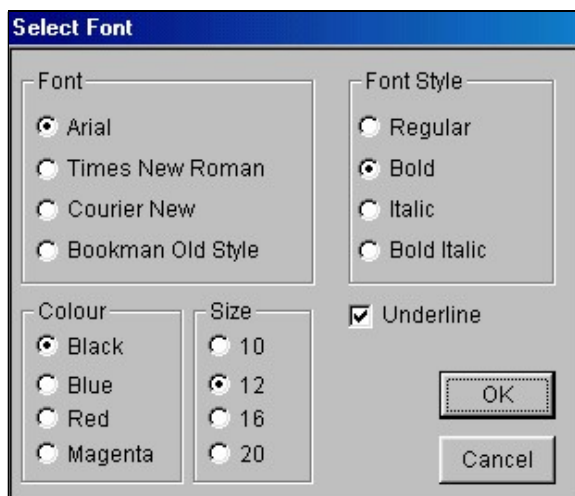 Select Font
Font
Arial
Times New Roman
Courier New
Bookman Old Style
Font Style
Regular
Bold
Italic
Bold Italic
Colour
Black
Blue
Red
Magenta
Size
10
12
16
20
Underline
OK
Cancel